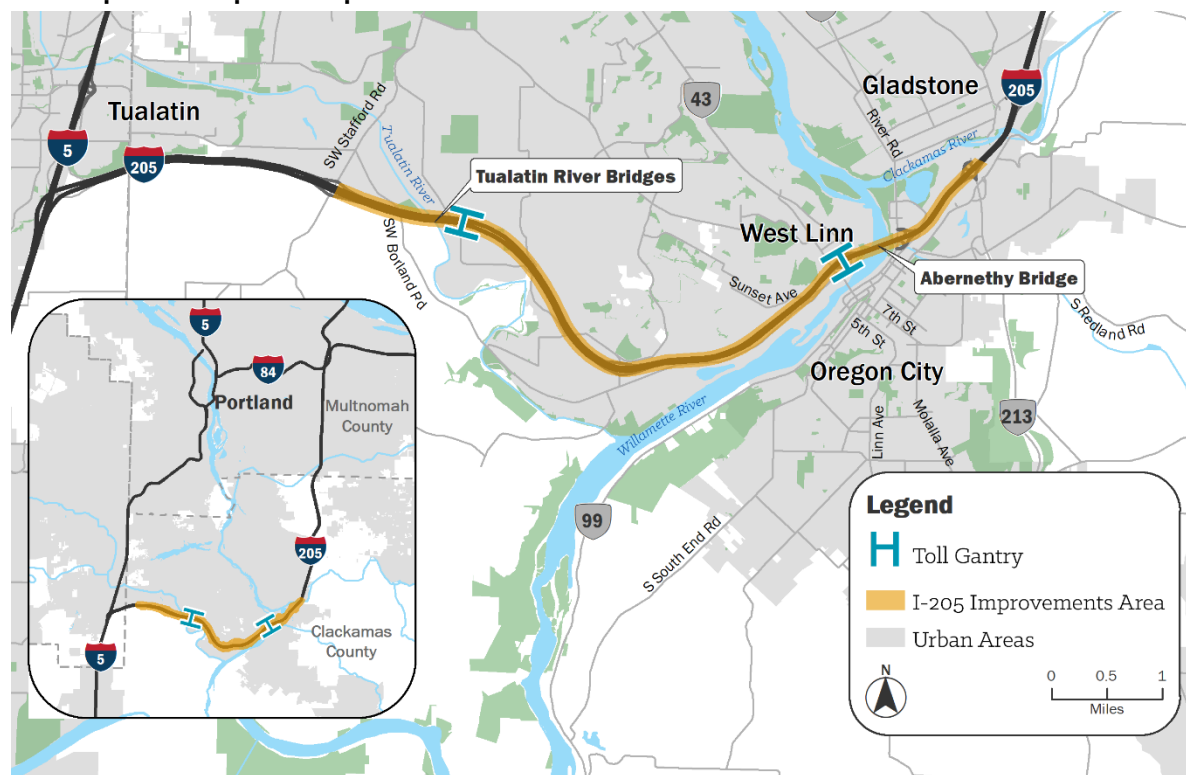 Gladstone
205
43
Tualatin
River Rd
SW Stafford Rd
5
205
Tualatin River
Clackamas River
Tualatin River Bridges
West Linn
SW Borland Rd
Sunset Ave
Abernethy Bridge
7th St
5th St
S Redland Rd
Oregon City
Willamette River
Linn Ave
Molalla Ave
213
99
S South End Rd
5
84
Portland
Multnomah
County
205
Clackamas
County
5
Legend
Toll Gantry
I-205 Improvements Area
Urban Areas
N
0 0.5 1
Miles